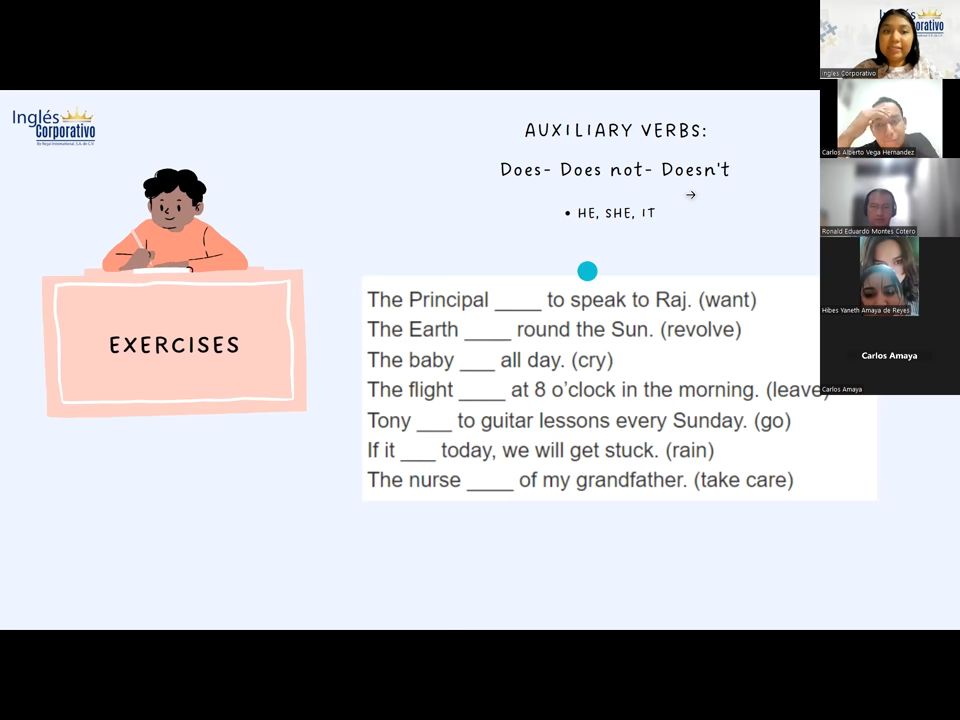 Inglés
Corporativo
By Royal International, S.A. de C.V.
AUXILIARY VERBS:
Does- Does not- Doesn't
• HE, SHE, IT
EXERCISES
The Principal ____ to speak to Raj. (want)
The Earth ____ round the Sun. (revolve)
The baby ___ all day. (cry)
The flight ____ at 8 o'clock in the morning. (leave)
Tony ___ to guitar lessons every Sunday. (go)
If it ___ today, we will get stuck. (rain)
The nurse ____ of my grandfather. (take care)
Inglés Corporativo
Carlos Alberto Vega Hernandez
Ronald Eduardo Montes Cotero
Hibes Yaneth Amaya de Reyes
Carlos Amaya
Carlos Amaya